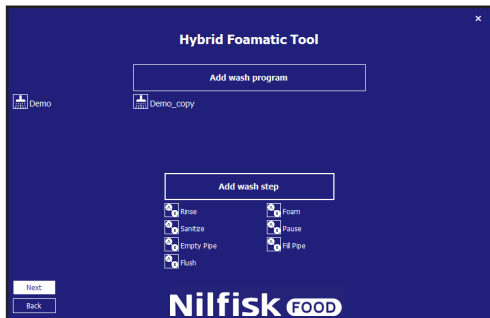 ×
Hybrid Foamatic Tool
Add wash program
Demo Demo_copy
Add wash step
Rinse Foam
Sanitize Pause
Empty Pipe Fill Pipe
Flush
Next
Back
Nilfisk FOOD